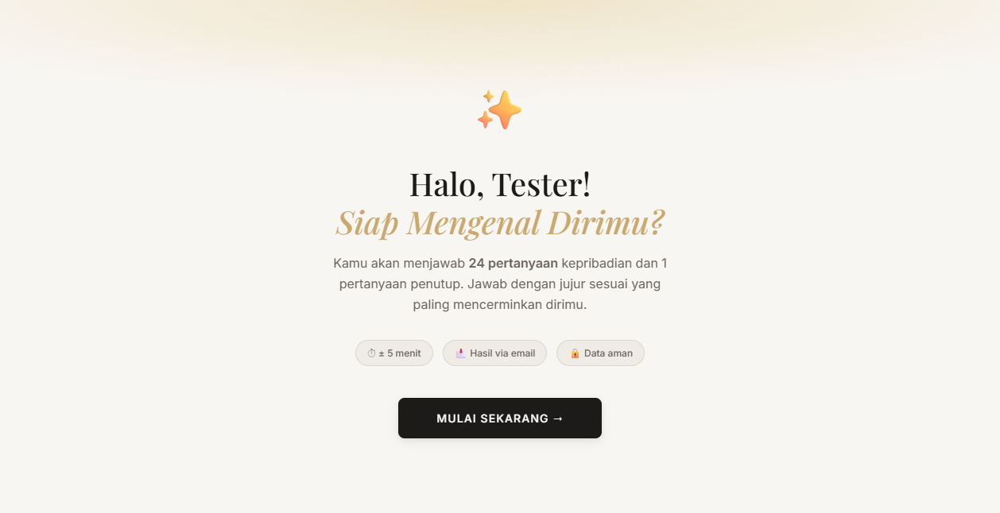 Halo, Tester!
Siap Mengenal Dirimu?
Kamu akan menjawab 24 pertanyaan kepribadian dan 1
pertanyaan penutup. Jawab dengan jujur sesuai yang
paling mencerminkan dirimu.
⏱ ± 5 menit
📩 Hasil via email
🔒 Data aman
MULAI SEKARANG →